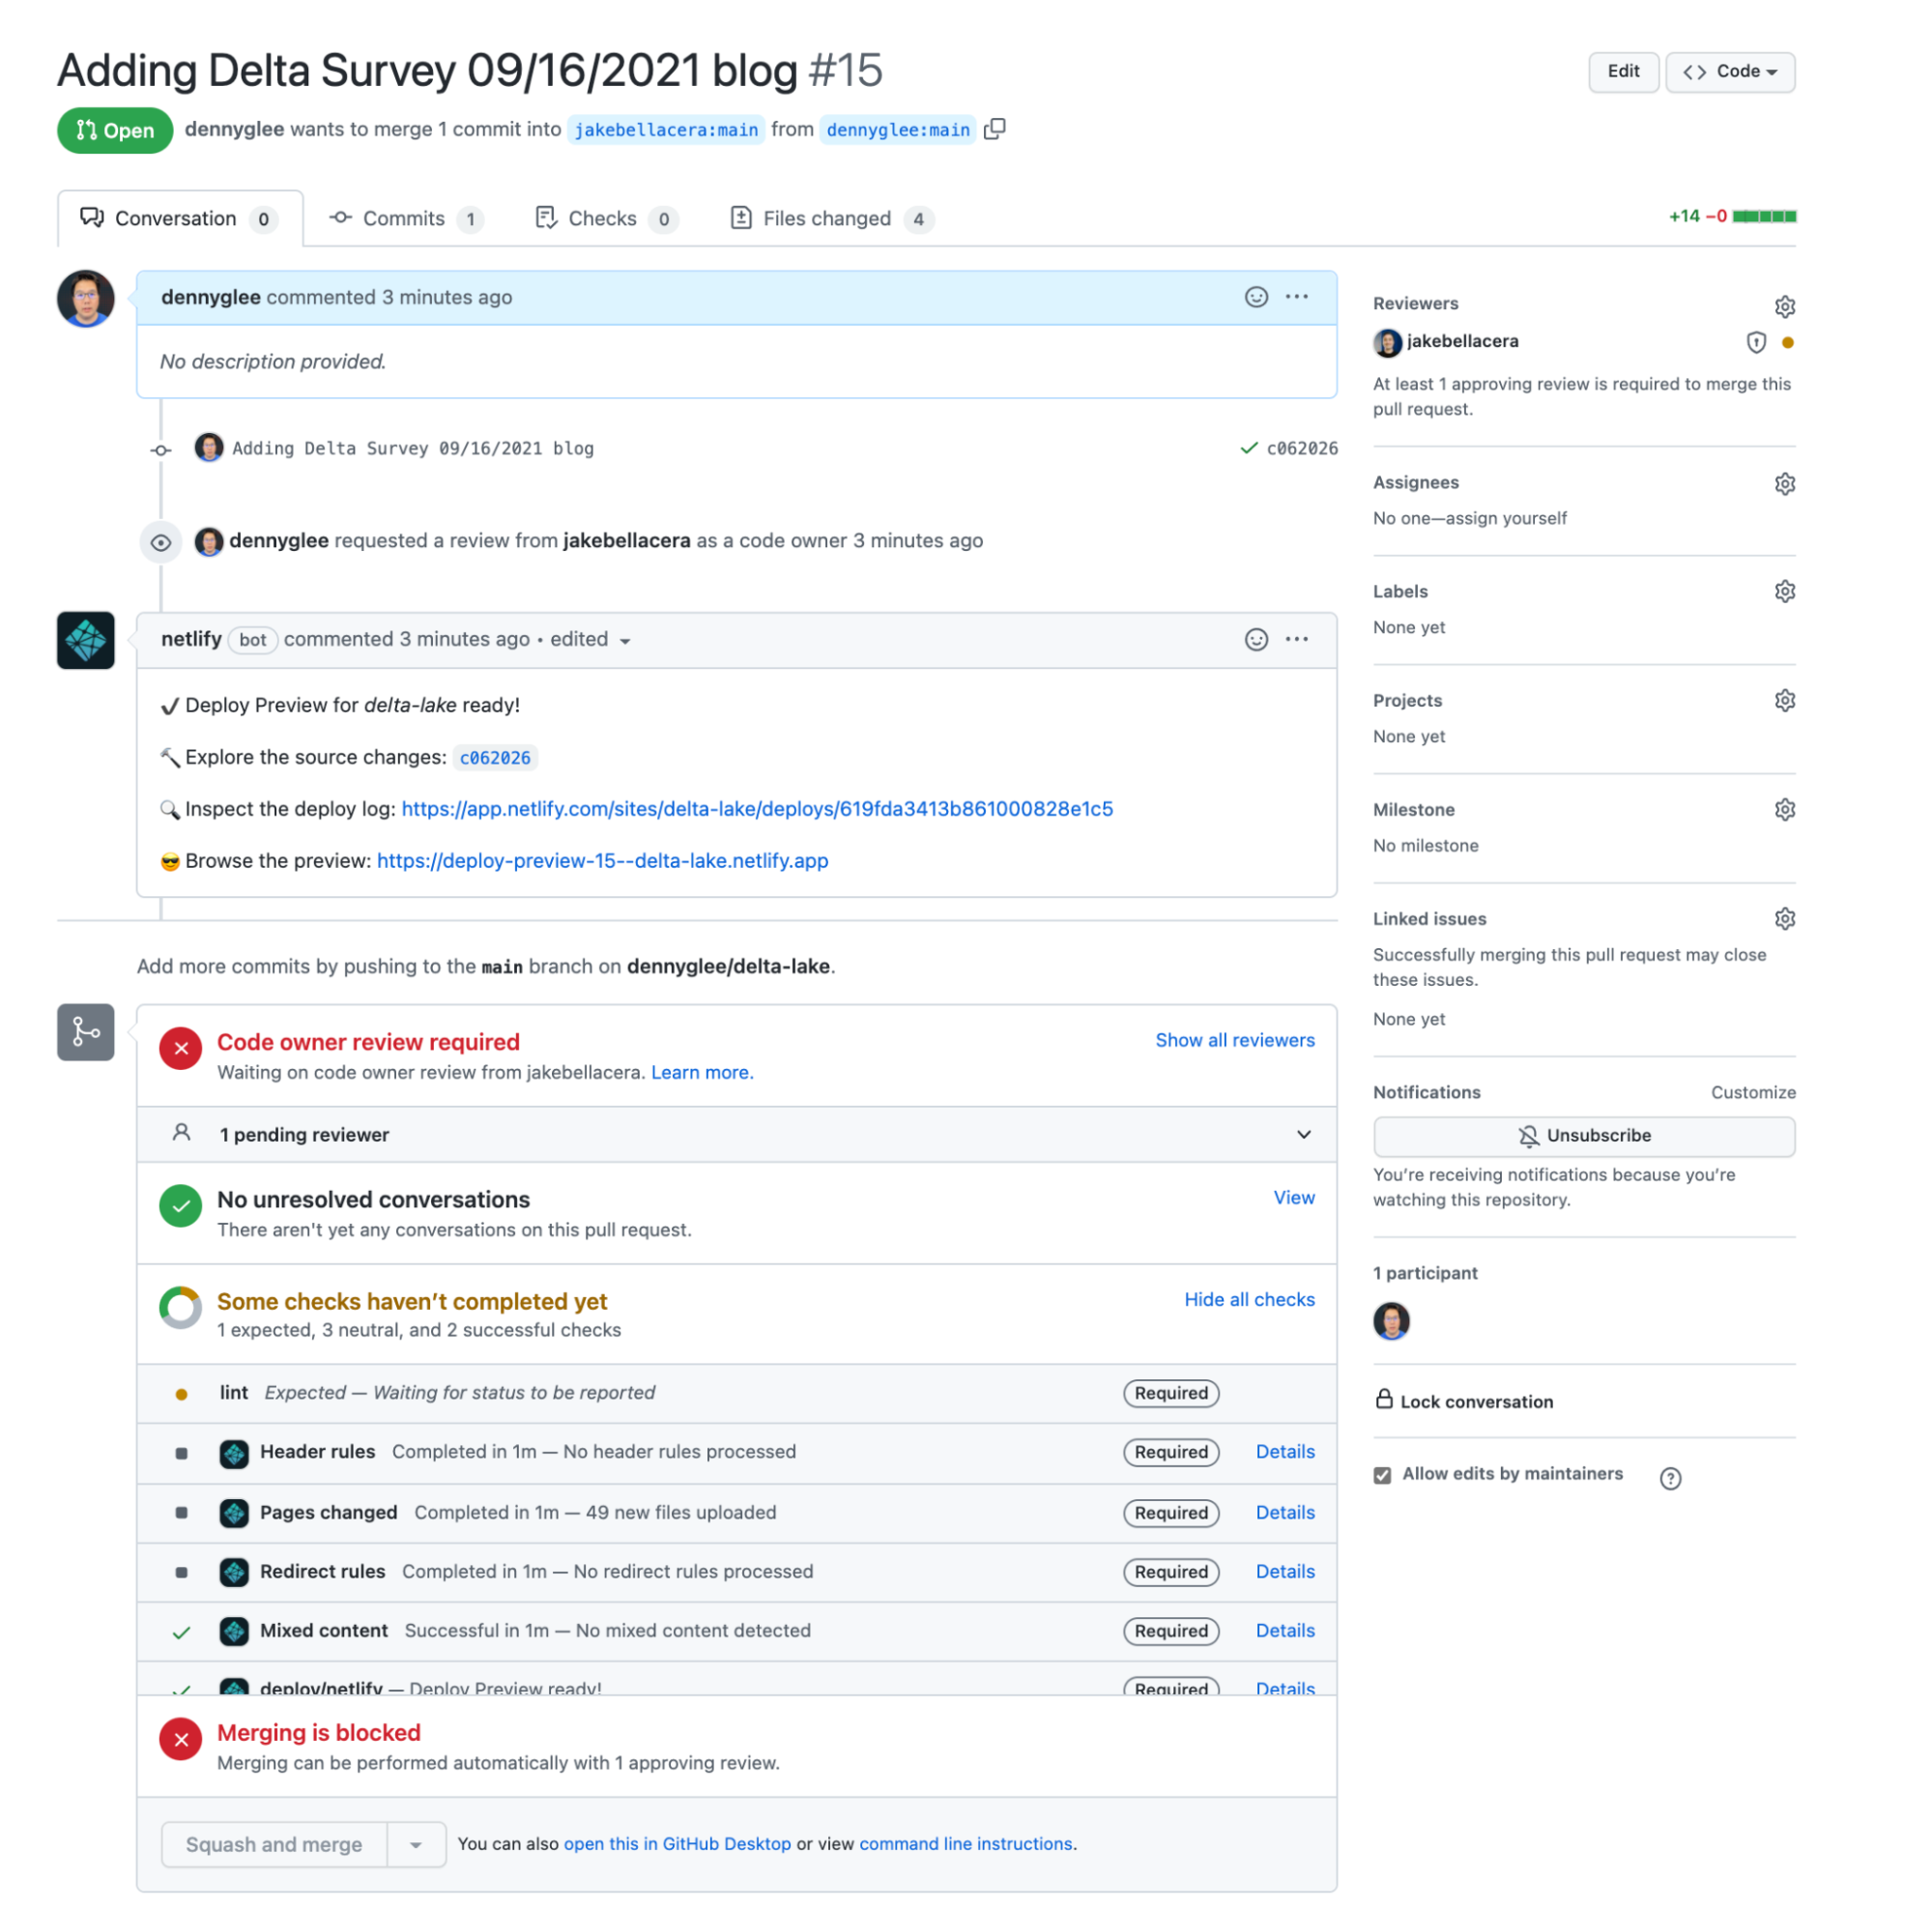 Adding Delta Survey 09/16/2021 blog #15
Edit
Code
Open
dennyglee wants to merge 1 commit into jakebellacera:main from dennyglee:main
Conversation 0
Commits 1
Checks 0
Files changed 4
+14 −0
dennyglee commented 3 minutes ago
No description provided.
Adding Delta Survey 09/16/2021 blog
c062026
dennyglee requested a review from jakebellacera as a code owner 3 minutes ago
netlify bot commented 3 minutes ago • edited
Deploy Preview for delta-lake ready!
Explore the source changes: c062026
Inspect the deploy log: https://app.netlify.com/sites/delta-lake/deploys/619fda3413b861000828e1c5
Browse the preview: https://deploy-preview-15--delta-lake.netlify.app
Add more commits by pushing to the main branch on dennyglee/delta-lake.
Code owner review required
Show all reviewers
Waiting on code owner review from jakebellacera. Learn more.
1 pending reviewer
No unresolved conversations
View
There aren't yet any conversations on this pull request.
Some checks haven’t completed yet
Hide all checks
1 expected, 3 neutral, and 2 successful checks
lint Expected — Waiting for status to be reported Required
Header rules Completed in 1m — No header rules processed Required Details
Pages changed Completed in 1m — 49 new files uploaded Required Details
Redirect rules Completed in 1m — No redirect rules processed Required Details
Mixed content Successful in 1m — No mixed content detected Required Details
deploy/netlify — Deploy Preview ready! Required Details
Merging is blocked
Merging can be performed automatically with 1 approving review.
Squash and merge
You can also open this in GitHub Desktop or view command line instructions.
Reviewers
jakebellacera
At least 1 approving review is required to merge this
pull request.
Assignees
No one—assign yourself
Labels
None yet
Projects
None yet
Milestone
No milestone
Linked issues
Successfully merging this pull request may close
these issues.
None yet
Notifications
Customize
Unsubscribe
You’re receiving notifications because you’re
watching this repository.
1 participant
Lock conversation
Allow edits by maintainers